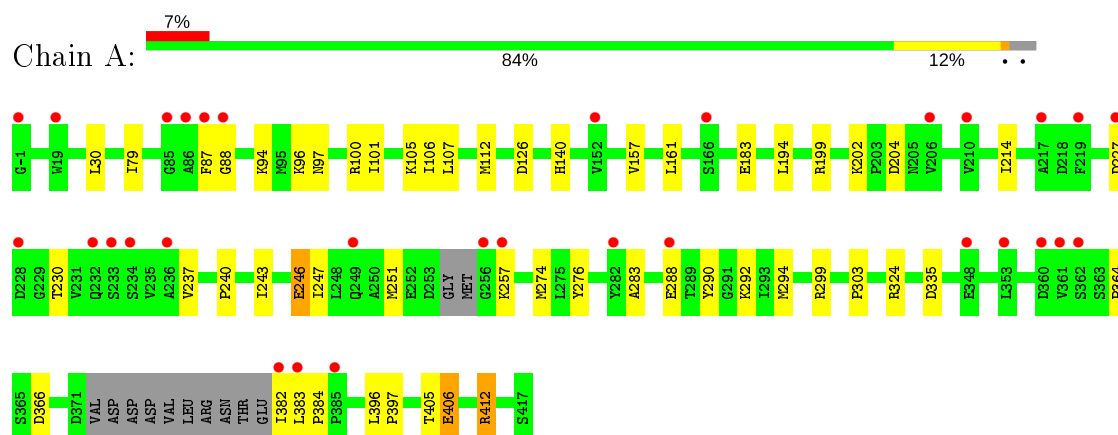 7%
Chain A:
84% 12% • •
G-1 W19 L30 I79 G85 A86 F87 G88 K94 M95 K96 N97 R100 I101 K105 I106 L107 M112 D126 H140 V152 V157 L161 S166 E183 L194 R199 K202 P203 D204 N205 V206 V210 I214 A217 D218 F219 D227
D228 G229 T230 V231 Q232 S233 S234 V235 A236 V237 P240 I243 E246 I247 L248 Q249 A250 M251 E252 D253 GLY MET G256 K257 M274 L275 Y276 Y282 A283 E288 T289 Y290 G291 K292 I293 M294 R299 P303 R324 D335 E348 L353 D360 V361 S362 S363
S365 D366 D371 VAL ASP ASP ASP VAL LEU ARG ASN THR GLU I382 L383 P384 P385 L396 P397 T405 E406 R412 S417